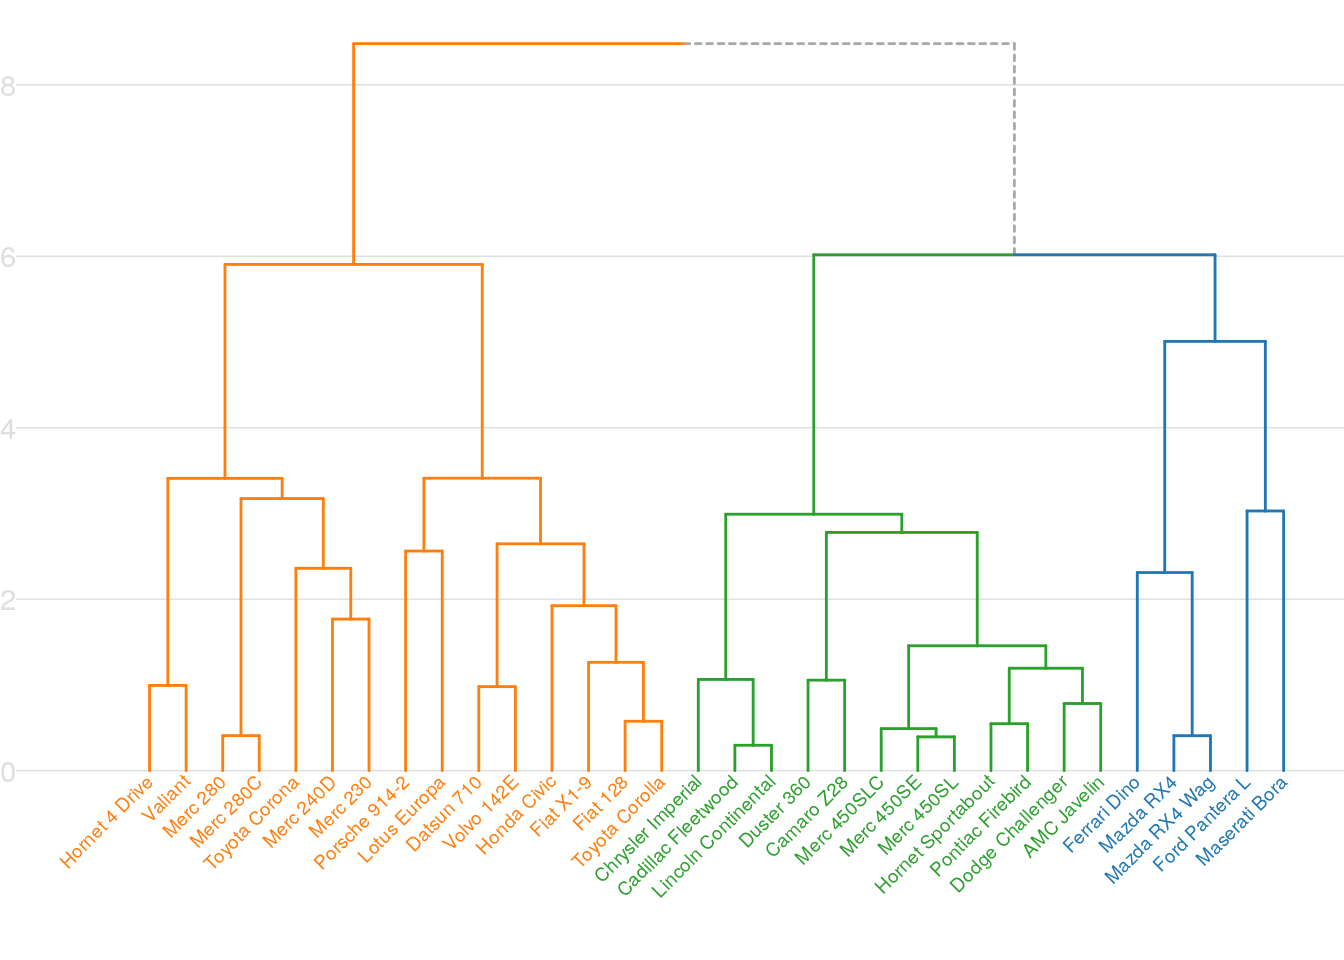 8
6
4
2
0
Hornet 4 Drive
Valiant
Merc 280
Merc 280C
Toyota Corona
Merc 240D
Merc 230
Porsche 914-2
Lotus Europa
Datsun 710
Volvo 142E
Honda Civic
Fiat X1-9
Fiat 128
Toyota Corolla
Chrysler Imperial
Cadillac Fleetwood
Lincoln Continental
Duster 360
Camaro Z28
Merc 450SLC
Merc 450SE
Merc 450SL
Hornet Sportabout
Pontiac Firebird
Dodge Challenger
AMC Javelin
Ferrari Dino
Mazda RX4
Mazda RX4 Wag
Ford Pantera L
Maserati Bora